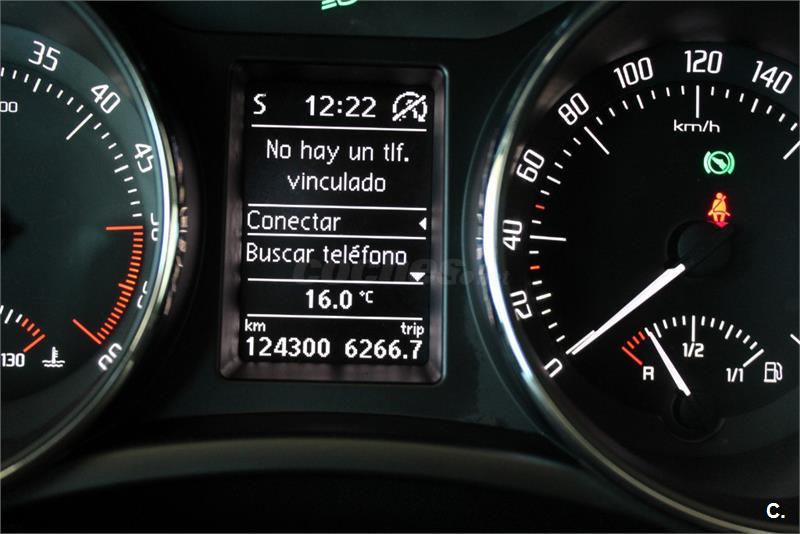 S 12:22
No hay un tlf.
vinculado
Conectar
Buscar teléfono
16.0 °C
km trip
124300 6266.7
35
40
45
130
0
20
40
60
80
100
120
140
km/h
R 1/2 1/1
C.